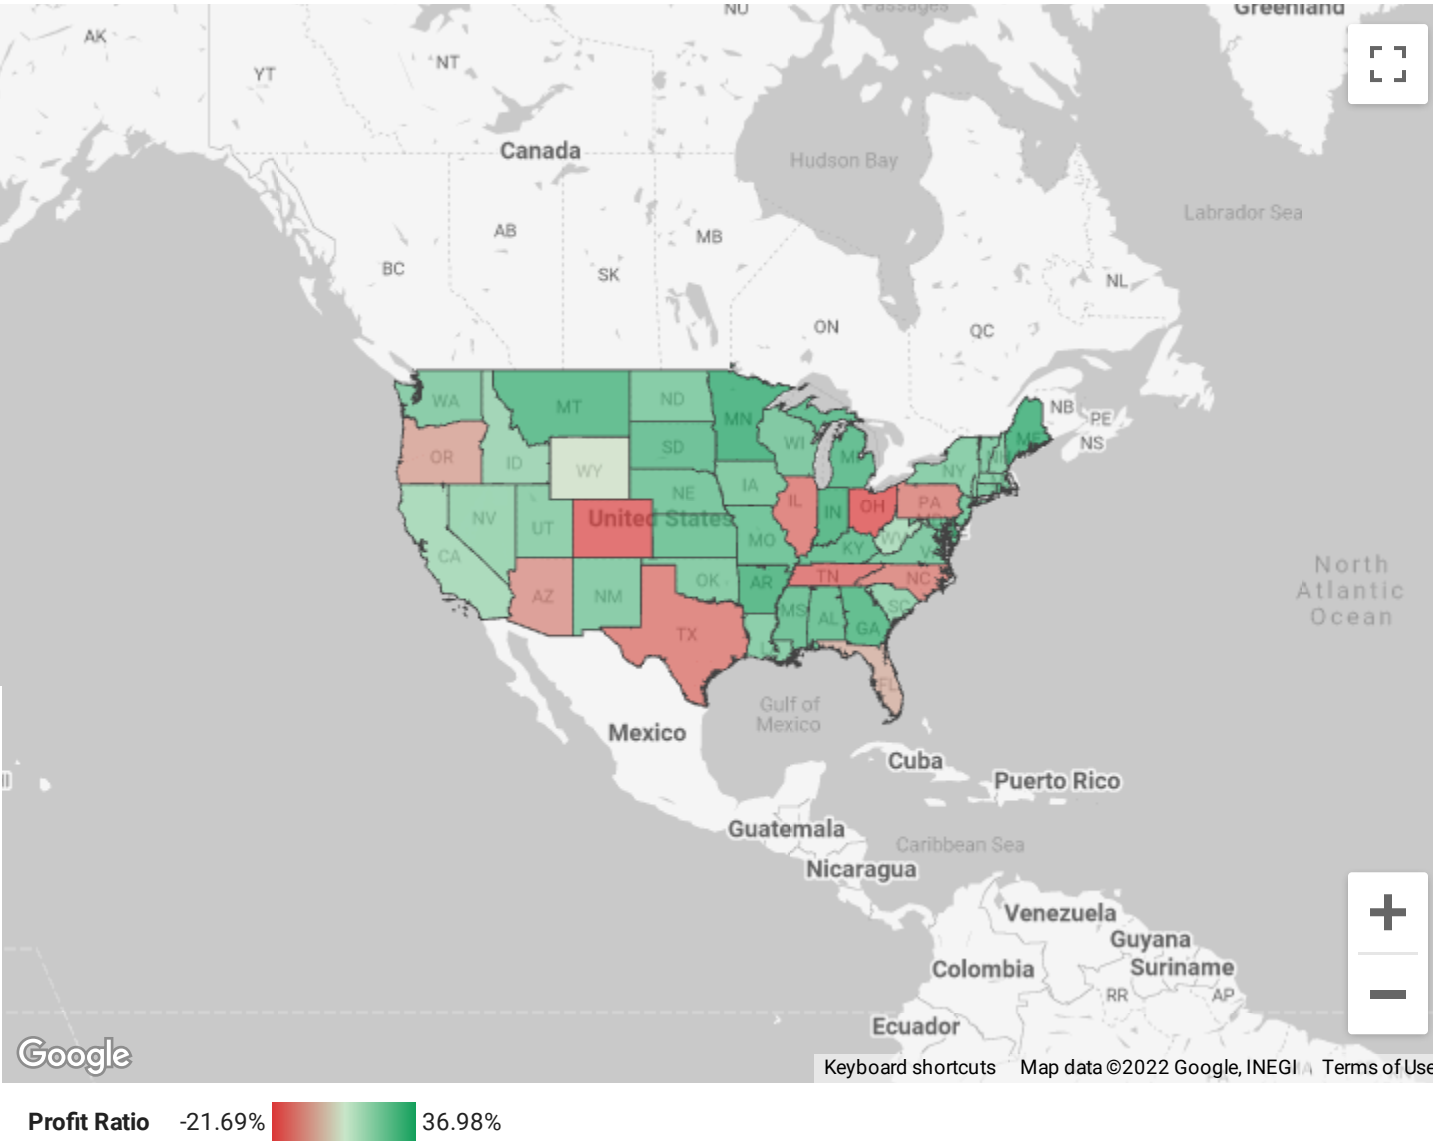 NU
Passages
Greenland
AK
YT
NT
Canada
Hudson Bay
Labrador Sea
AB
MB
BC
SK
NL
ON
QC
WA
MT
ND
MN
NB
PE
NS
OR
ID
WY
SD
WI
MI
NY
NH
ME
NV
UT
United States
NE
IA
IL
IN
OH
PA
CA
MO
KY
WV
VA
AZ
NM
OK
AR
TN
NC
MS
AL
GA
SC
TX
LA
FL
North
Atlantic
Ocean
Gulf of
Mexico
Mexico
Cuba
Puerto Rico
Guatemala
Caribbean Sea
Nicaragua
Venezuela
Guyana
Colombia
Suriname
RR
AP
Ecuador
Google
Keyboard shortcuts
Map data ©2022 Google, INEGI
Terms of Use
Profit Ratio -21.69% 36.98%